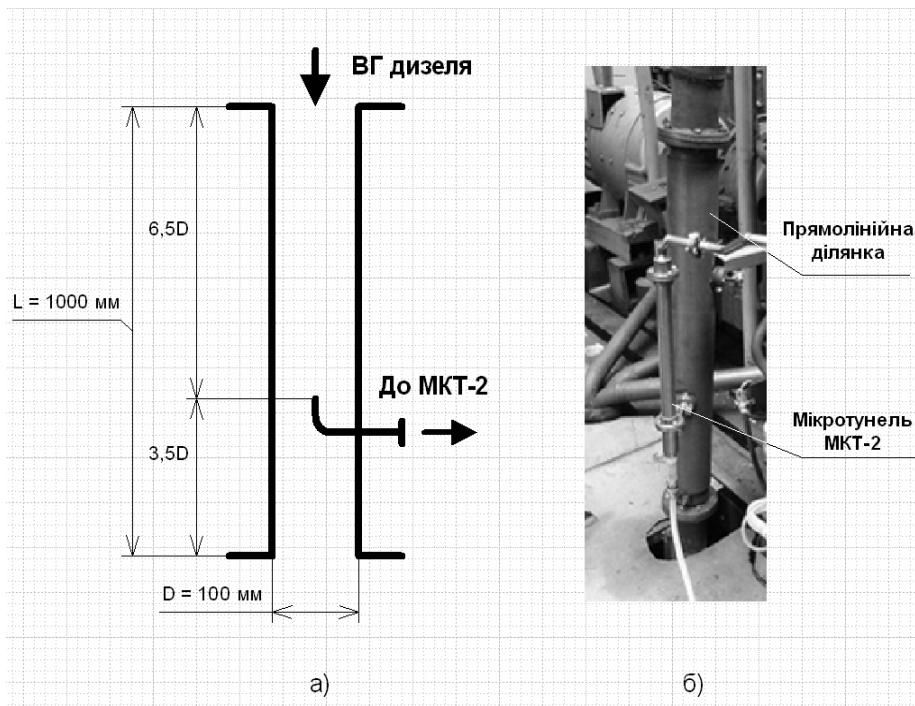 ВГ дизеля
6,5D
L = 1000 мм
До МКТ-2
3,5D
D = 100 мм
а)
Прямолінійна
ділянка
Мікротунель
МКТ-2
б)